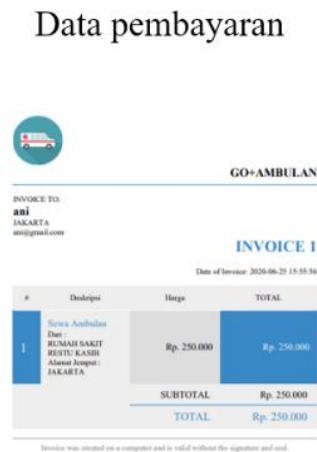 Data pembayaran
GO+AMBULAN
INVOICE TO:
ani
JAKARTA
ani@gmail.com
INVOICE 1
Date of Invoice: 2020-06-25 15:55:56
# Deskripsi Harga TOTAL
Sewa Ambulan
Dari :
1 RUMAH SAKIT Rp. 250.000 Rp. 250.000
RESTU KASIH
Alamat Jemput :
JAKARTA
SUBTOTAL Rp. 250.000
TOTAL Rp. 250.000
Invoice was created on a computer and is valid without the signature and seal.